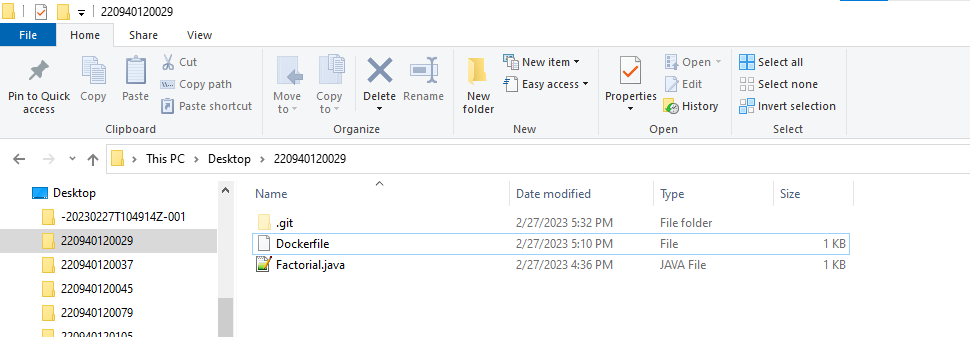 220940120029
File Home Share View
Pin to Quick access
Copy
Paste
Cut
Copy path
Paste shortcut
Clipboard
Move to
Copy to
Delete
Rename
Organize
New folder
New item
Easy access
New
Properties
Open
Edit
History
Open
Select all
Select none
Invert selection
Select
This PC > Desktop > 220940120029
Desktop
-20230227T104914Z-001
220940120029
220940120037
220940120045
220940120079
220940120105
Name Date modified Type Size
.git 2/27/2023 5:32 PM File folder
Dockerfile 2/27/2023 5:10 PM File 1 KB
Factorial.java 2/27/2023 4:36 PM JAVA File 1 KB